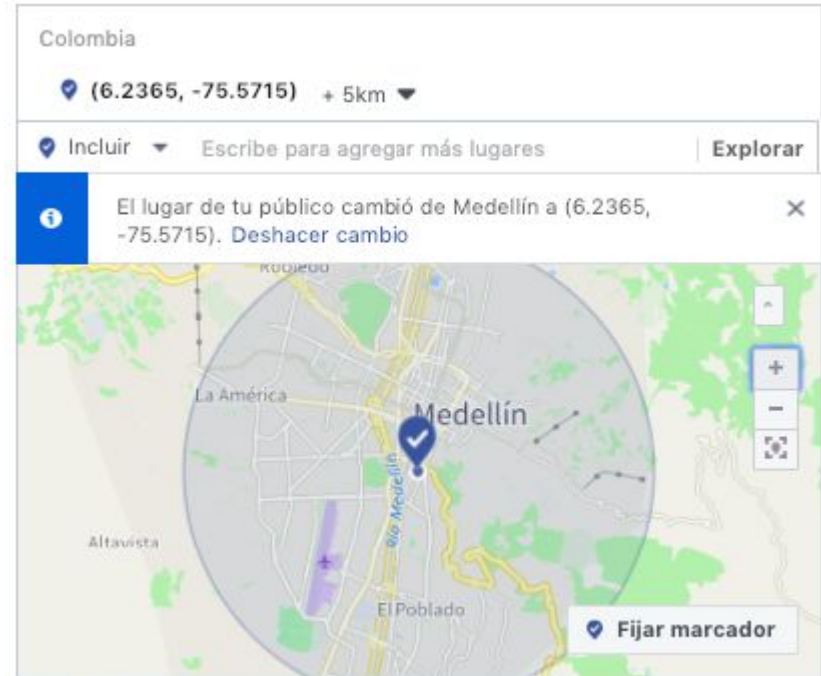 Colombia
(6.2365, -75.5715) + 5km
Incluir Escribe para agregar más lugares Explorar
El lugar de tu público cambió de Medellín a (6.2365,
-75.5715). Deshacer cambio
Robledo
La América
Medellín
Río Medellín
Altavista
El Poblado
Fijar marcador